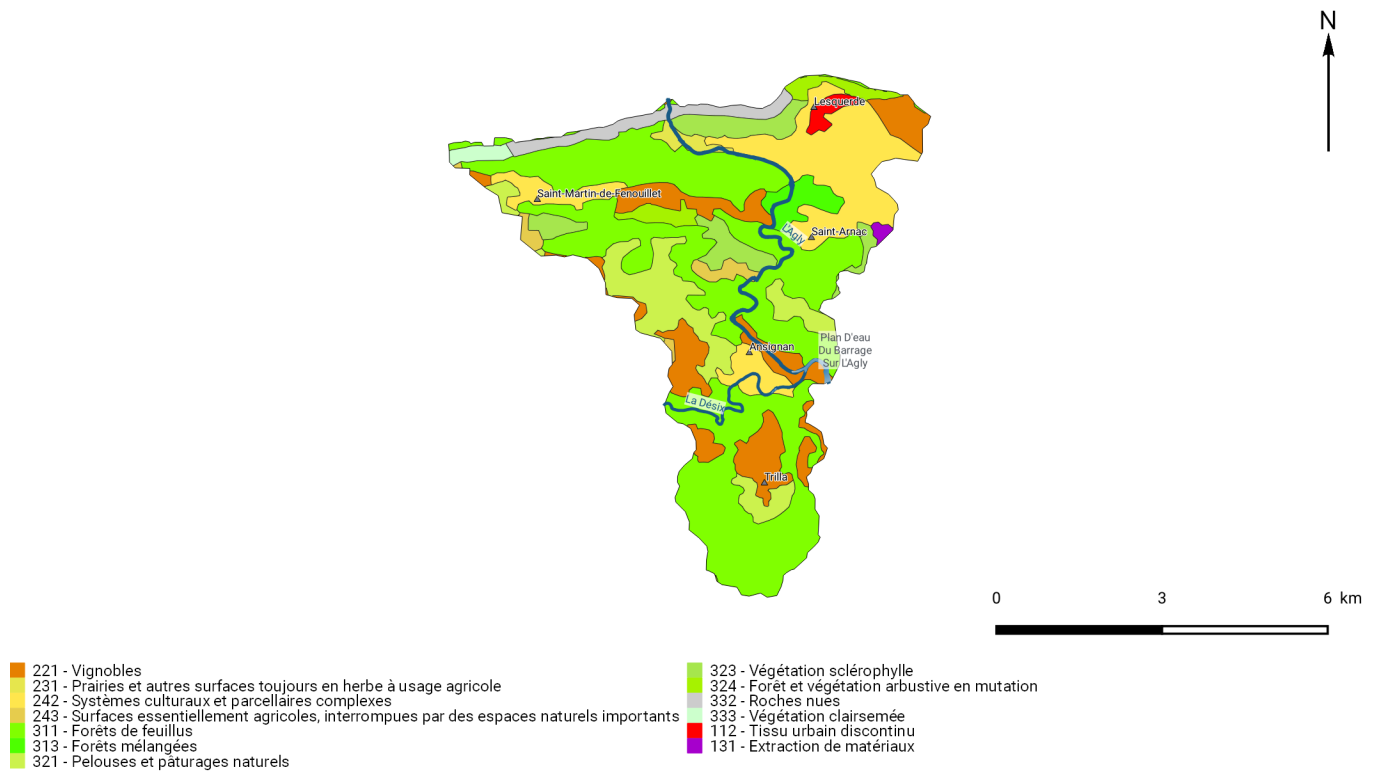 N
Lesquerde
Saint-Martin-de-Fenouillet
L'Agly
Saint-Arnac
Plan D'eau
Du Barrage
Sur L'Agly
Ansignan
La Désix
Trilla
0 3 6 km
221 - Vignobles
231 - Prairies et autres surfaces toujours en herbe à usage agricole
242 - Systèmes culturaux et parcellaires complexes
243 - Surfaces essentiellement agricoles, interrompues par des espaces naturels importants
311 - Forêts de feuillus
313 - Forêts mélangées
321 - Pelouses et pâturages naturels
323 - Végétation sclérophylle
324 - Forêt et végétation arbustive en mutation
332 - Roches nues
333 - Végétation clairsemée
112 - Tissu urbain discontinu
131 - Extraction de matériaux